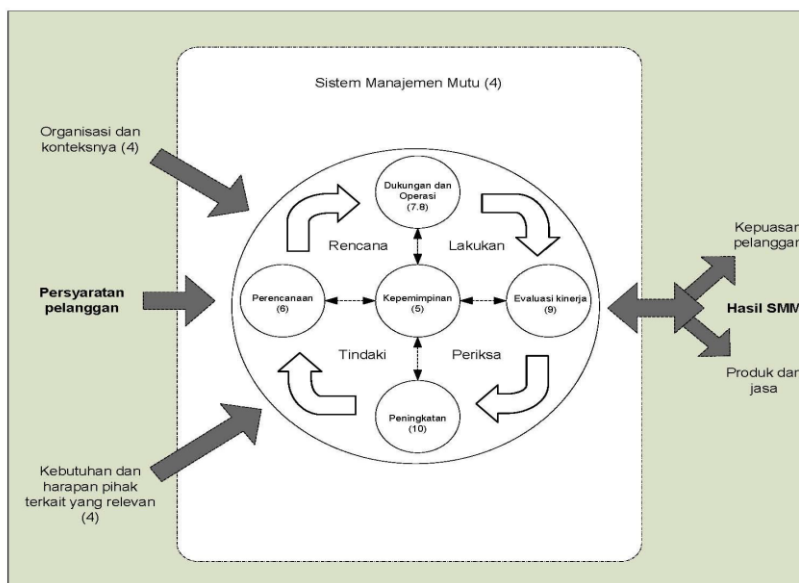 Sistem Manajemen Mutu (4)
Organisasi dan
konteksnya (4)
Dukungan dan
Operasi
(7.8)
Kepuasan
pelanggan
Rencana
Lakukan
Persyaratan
pelanggan
Perencanaan
(6)
Kepemimpinan
(5)
Evaluasi kinerja
(9)
Hasil SMM
Tindaki
Periksa
Produk dan
jasa
Peningkatan
(10)
Kebutuhan dan
harapan pihak
terkait yang relevan
(4)